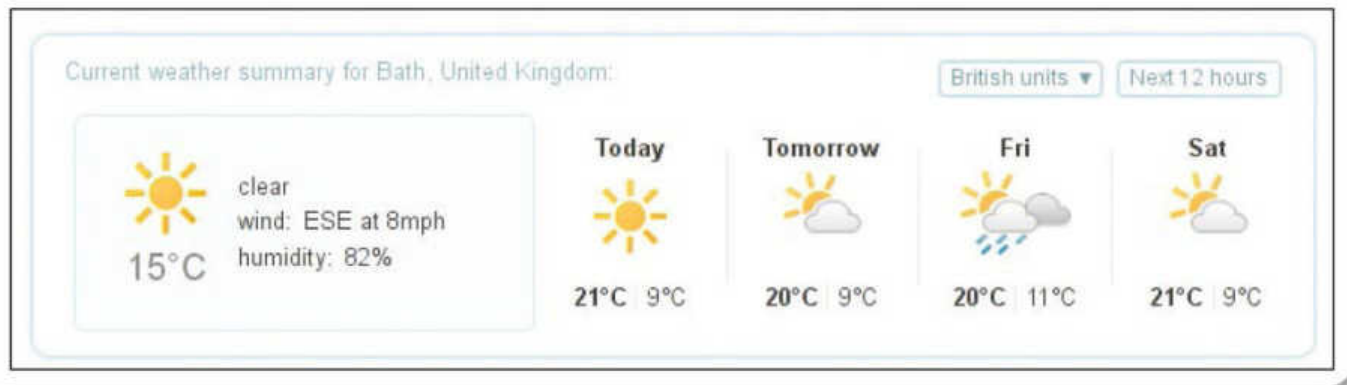 Current weather summary for Bath, United Kingdom:
British units ▼ Next 12 hours
clear
wind: ESE at 8mph
humidity: 82%
15°C
Today Tomorrow Fri Sat
21°C 9°C 20°C 9°C 20°C 11°C 21°C 9°C